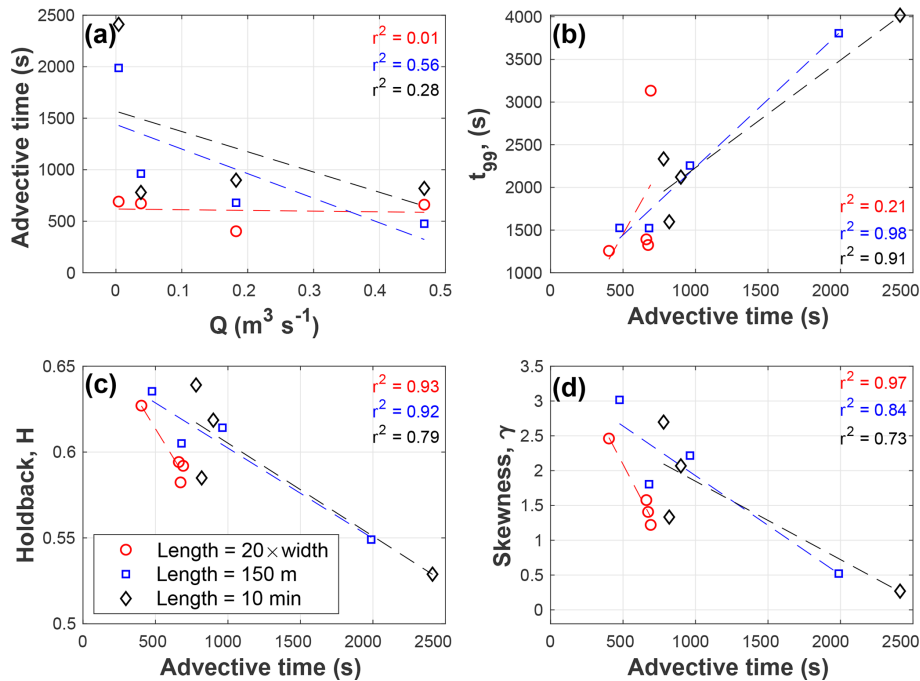 (a)
r² = 0.01
r² = 0.56
r² = 0.28
2500
2000
1500
1000
500
0
Advective time (s)
0 0.1 0.2 0.3 0.4 0.5
Q (m³ s⁻¹)
(b)
4000
3500
3000
2500
2000
1500
1000
t₉₉, (s)
r² = 0.21
r² = 0.98
r² = 0.91
500 1000 1500 2000 2500
Advective time (s)
(c)
r² = 0.93
r² = 0.92
r² = 0.79
0.65
0.6
0.55
0.5
Holdback, H
Length = 20×width
Length = 150 m
Length = 10 min
0 500 1000 1500 2000 2500
Advective time (s)
(d)
r² = 0.97
r² = 0.84
r² = 0.73
3.5
3
2.5
2
1.5
1
0.5
0
Skewness, γ
0 500 1000 1500 2000 2500
Advective time (s)